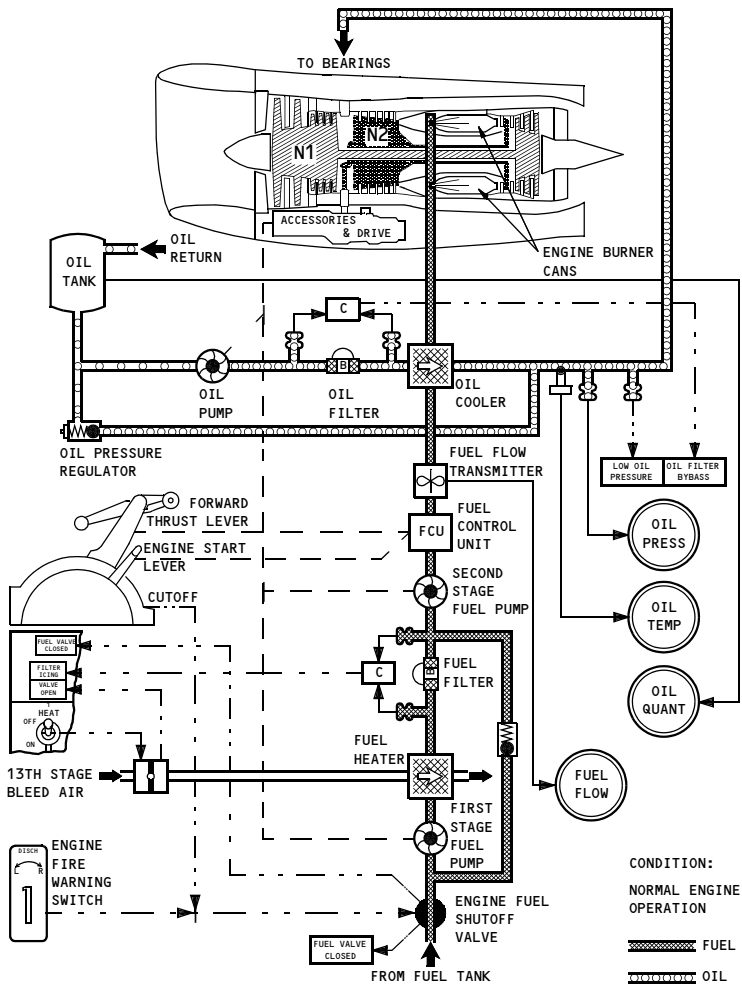 TO BEARINGS
N1
N2
ACCESSORIES
& DRIVE
OIL
RETURN
OIL
TANK
ENGINE BURNER
CANS
C
B
OIL
PUMP
OIL
FILTER
OIL
COOLER
OIL PRESSURE
REGULATOR
FUEL FLOW
TRANSMITTER
LOW OIL
PRESSURE
OIL FILTER
BYBASS
FORWARD
THRUST LEVER
ENGINE START
LEVER
CUTOFF
FCU
FUEL
CONTROL
UNIT
OIL
PRESS
SECOND
STAGE
FUEL PUMP
OIL
TEMP
FUEL VALVE
CLOSED
FILTER
ICING
VALVE
OPEN
HEAT
OFF
ON
C
B
FUEL
FILTER
OIL
QUANT
FUEL
HEATER
13TH STAGE
BLEED AIR
FUEL
FLOW
FIRST
STAGE
FUEL
PUMP
DISCH
L R
1
ENGINE
FIRE
WARNING
SWITCH
ENGINE FUEL
SHUTOFF
VALVE
FUEL VALVE
CLOSED
FROM FUEL TANK
CONDITION:
NORMAL ENGINE
OPERATION
FUEL
OIL